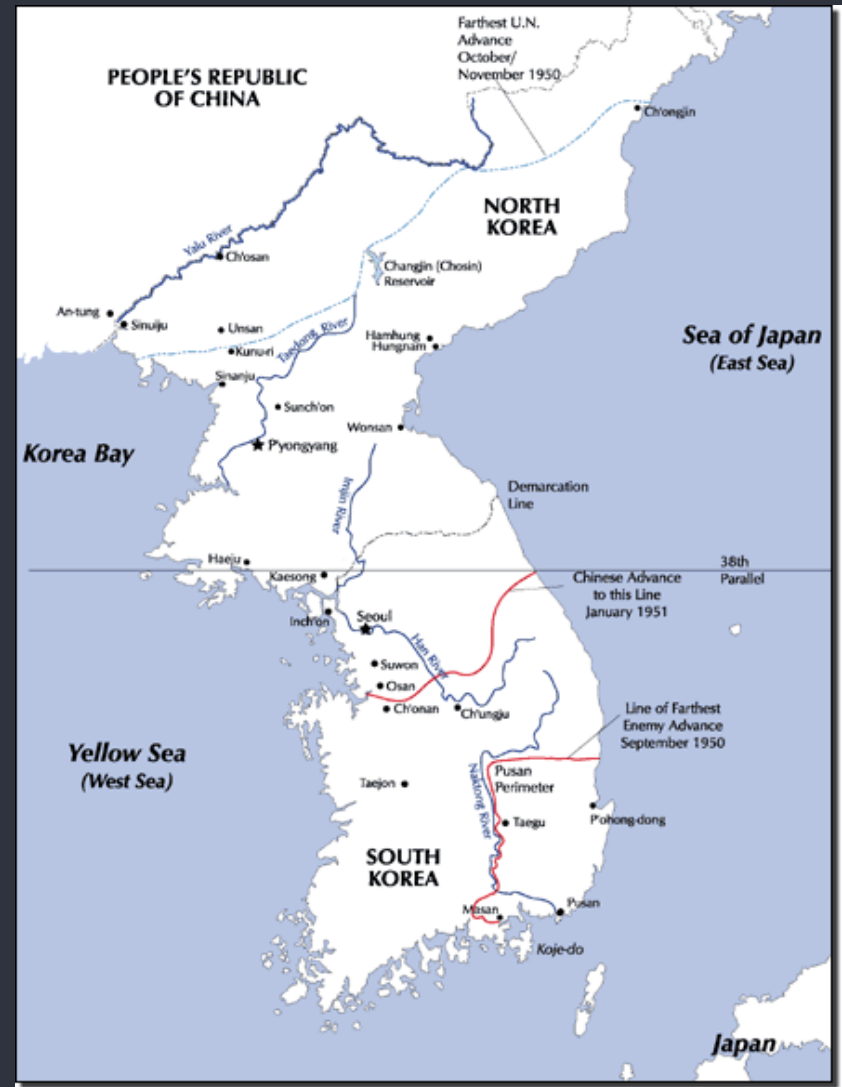 Farthest U.N.
Advance
October/
November 1950
PEOPLE'S REPUBLIC
OF CHINA
Ch'ongjin
NORTH
KOREA
Yalu River
Ch'osan
Changjin (Chosin)
Reservoir
An-tung
Sinuiju
Unsan
Taedong River
Hamhung
Hungnam
Sea of Japan
(East Sea)
Kunu-ri
Sinanju
Sunch'on
Wonsan
Korea Bay
P'yongyang
Imjin River
Demarcation
Line
Haeju
Kaesong
38th
Parallel
Chinese Advance
to this Line
January 1951
Inch'on
Seoul
Han River
Suwon
Osan
Ch'onan
Ch'ungju
Line of Farthest
Enemy Advance
September 1950
Yellow Sea
(West Sea)
Pusan
Perimeter
Naktong River
Taejon
P'ohong-dong
Taegu
SOUTH
KOREA
Masan
Pusan
Koje-do
Japan